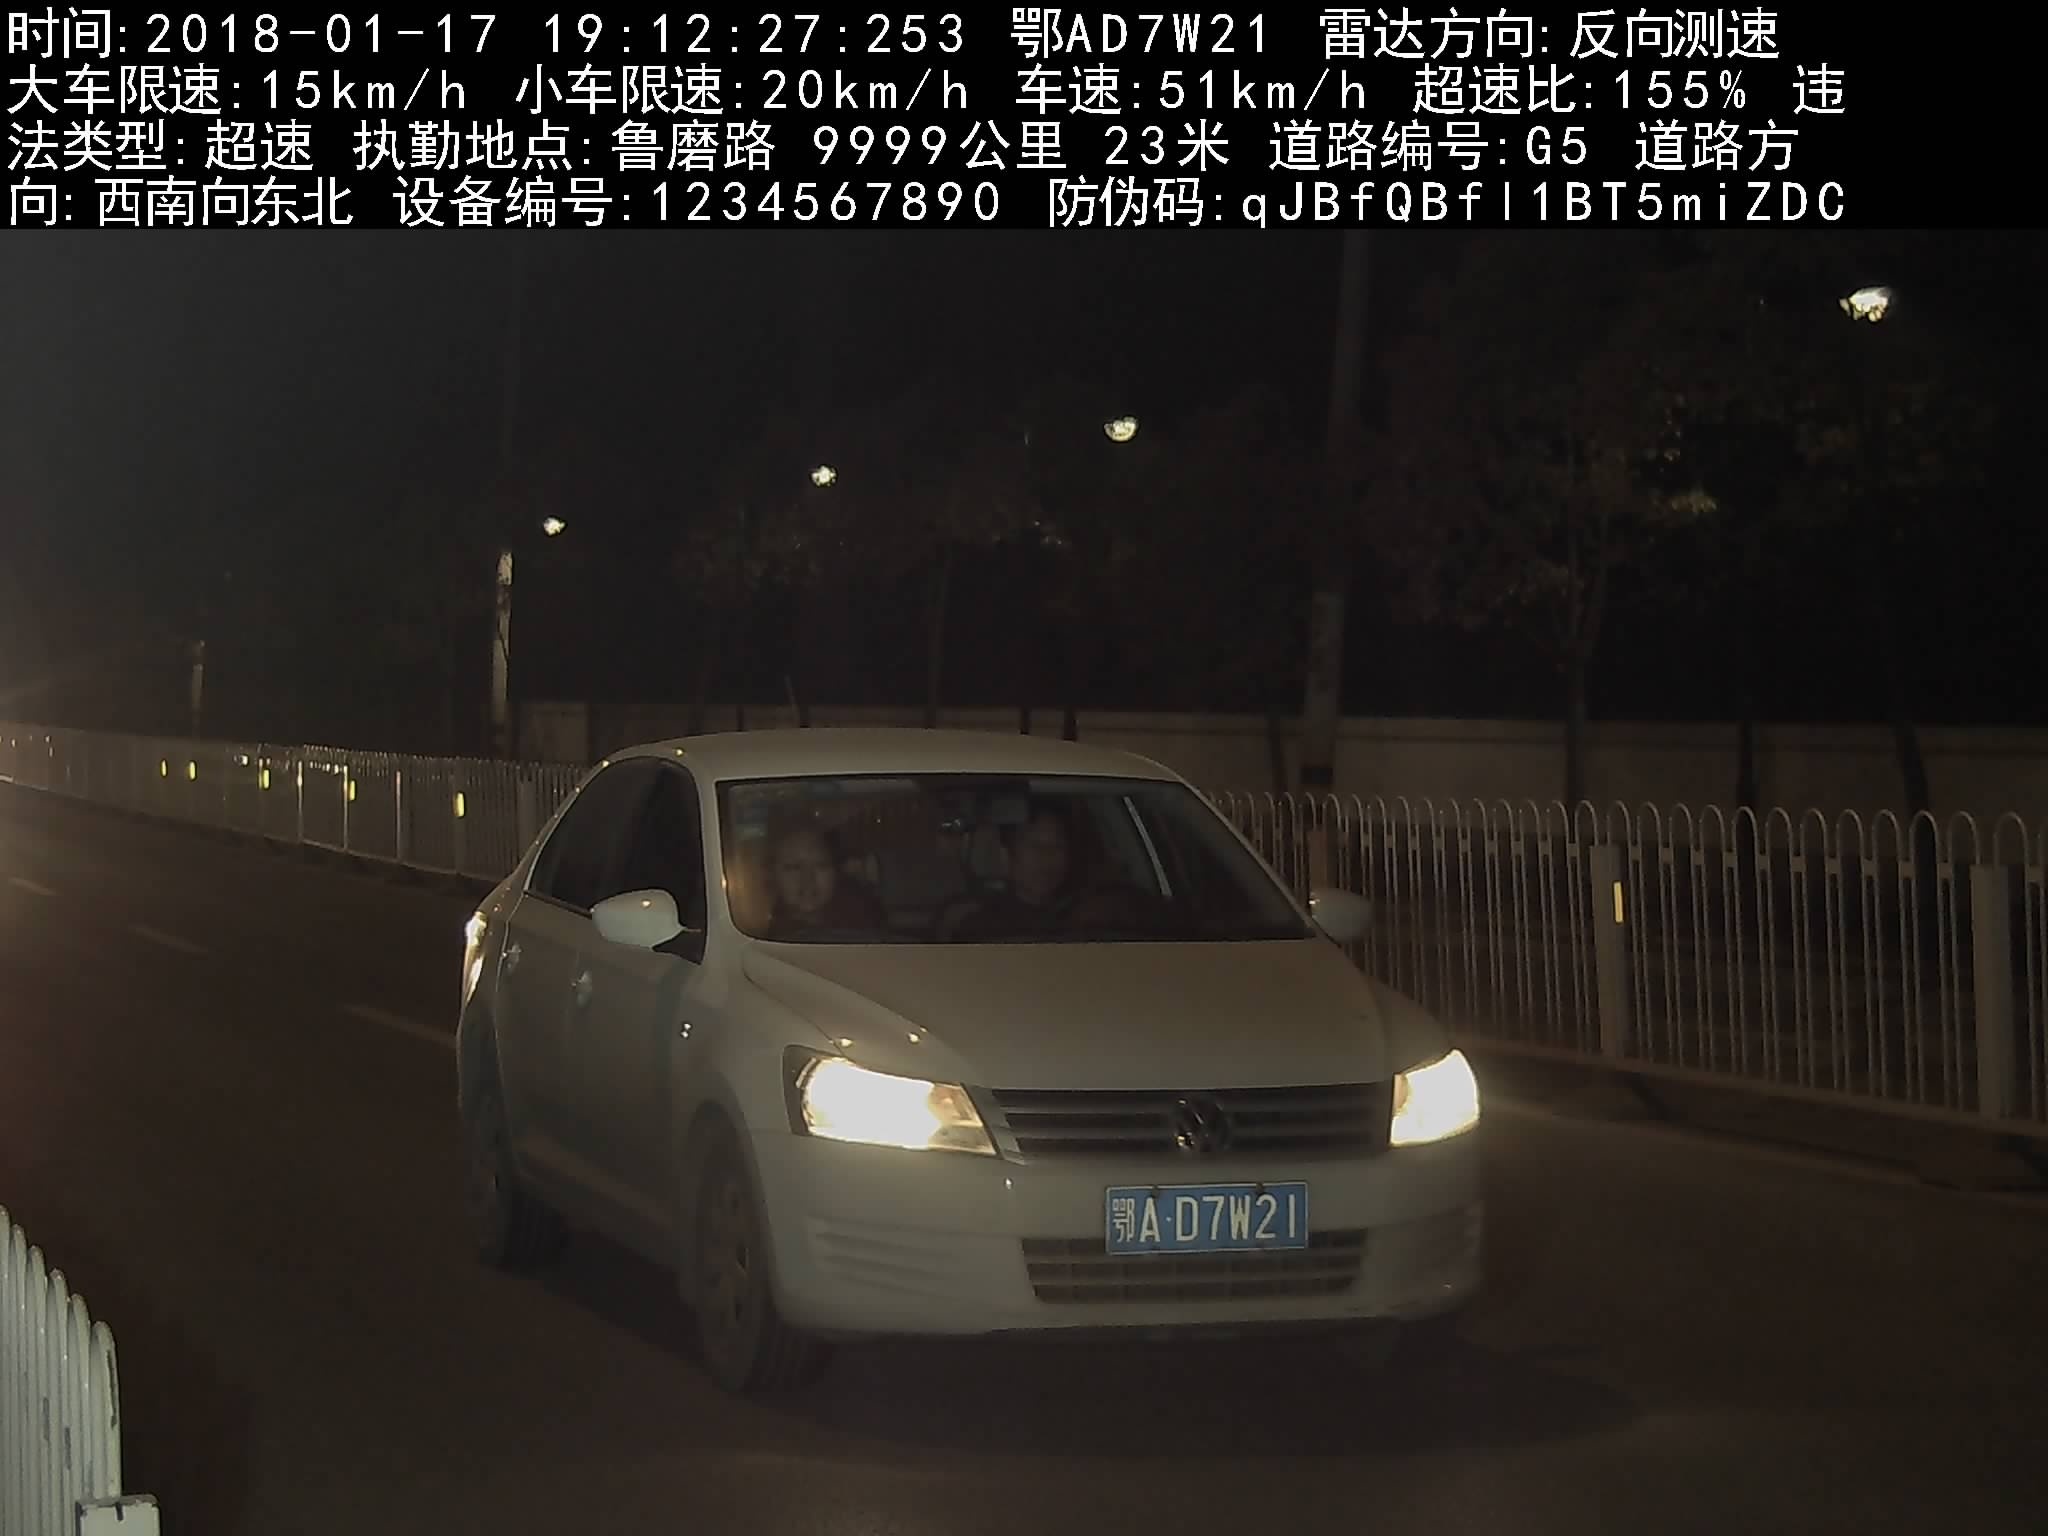 时间:2018-01-17 19:12:27:253 鄂AD7W21 雷达方向:反向测速
大车限速:15km/h 小车限速:20km/h 车速:51km/h 超速比:155% 违
法类型:超速 执勤地点:鲁磨路 9999公里 23米 道路编号:G5 道路方
向:西南向东北 设备编号:1234567890 防伪码:qJBfQBfl1BT5miZDC
鄂A·D7W21